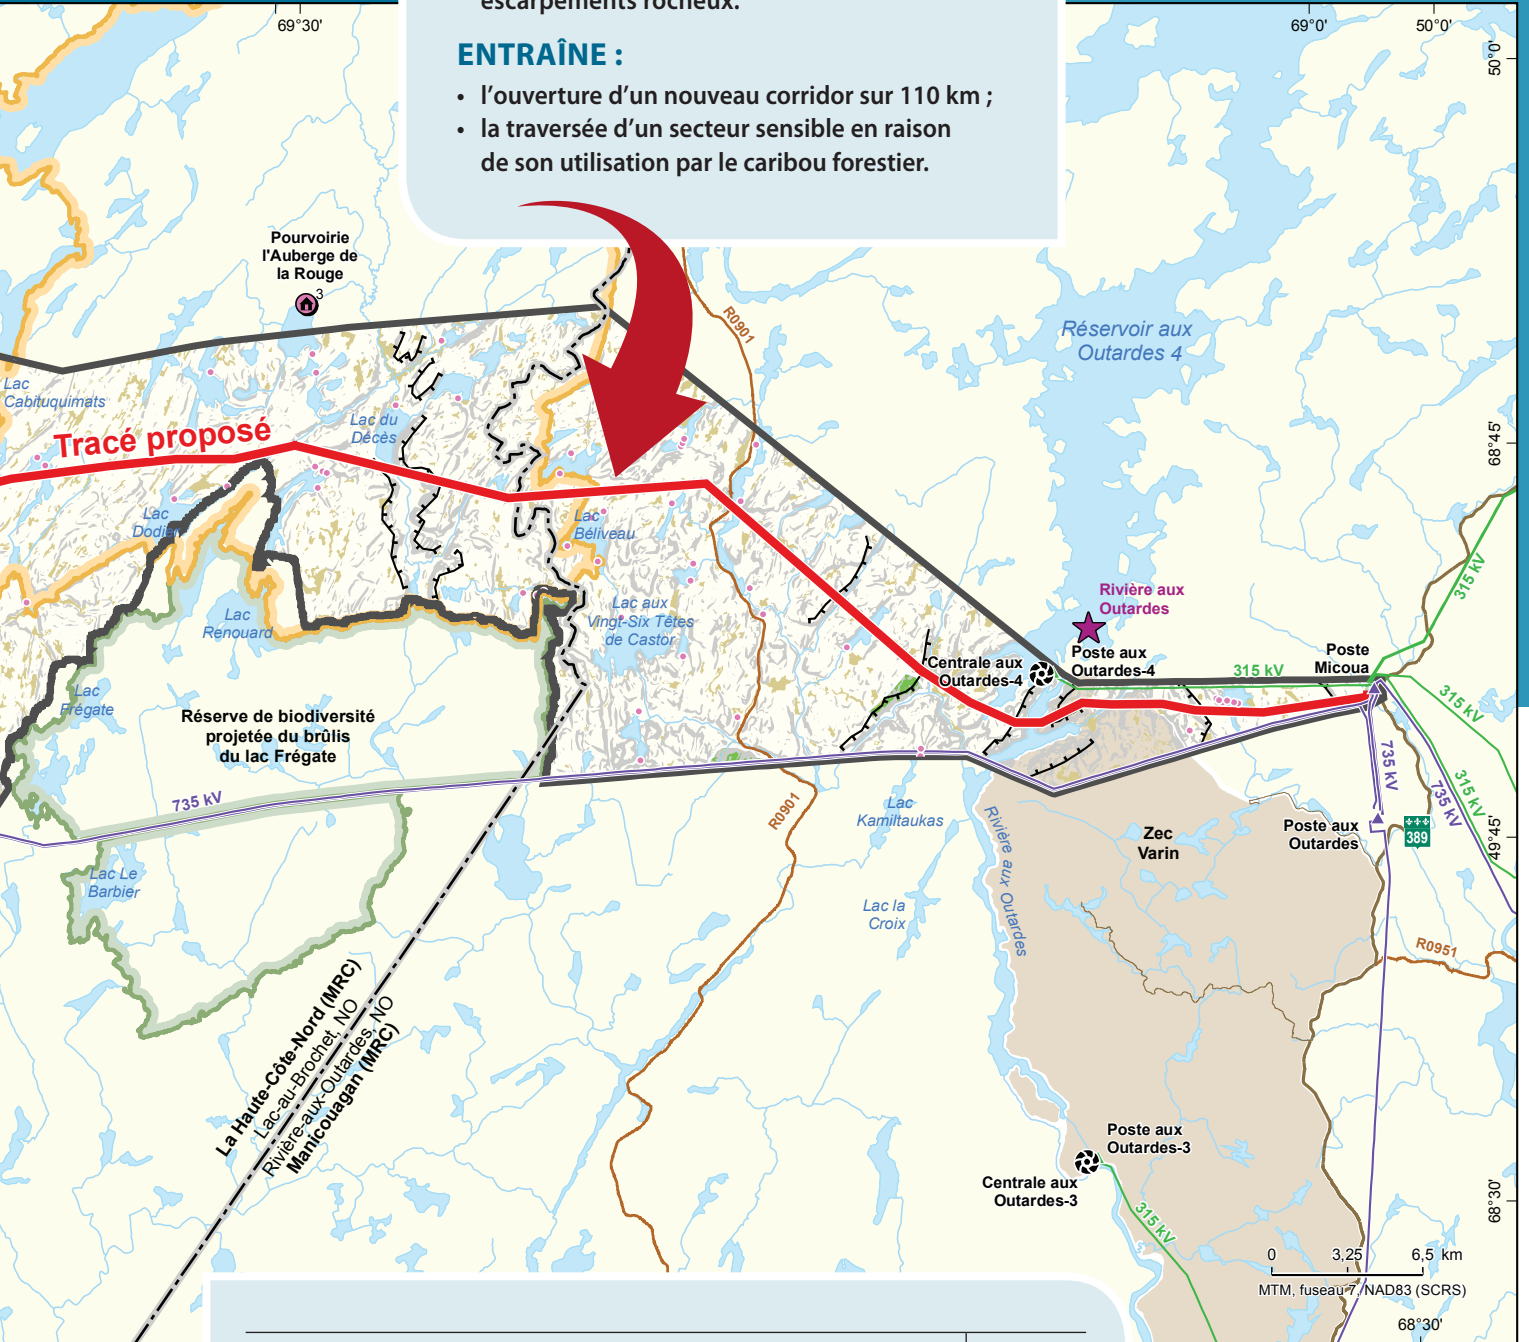 escarpements rocheux.
ENTRAÎNE :
• l'ouverture d'un nouveau corridor sur 110 km ;
• la traversée d'un secteur sensible en raison
de son utilisation par le caribou forestier.
69°30'
69°0'
50°0'
50°0'
Pourvoirie
l'Auberge de
la Rouge
3
R0901
Réservoir aux
Outardes 4
Lac
Cabituquimats
Tracé proposé
Lac du
Décès
68°45'
Lac
Dodier
Lac
Béliveau
315 kV
Lac
Renouard
Lac aux
Vingt-Six Têtes
de Castor
Rivière aux
Outardes
Centrale aux
Outardes-4
Poste aux
Outardes-4
315 kV
Poste
Micoua
315 kV
Lac
Frégate
Réserve de biodiversité
projetée du brûlis
du lac Frégate
735 kV
735 kV
735 kV
315 kV
R0901
Lac
Kamiltaukas
Rivière aux Outardes
Zec
Varin
Poste aux
Outardes
389
49°45'
Lac Le
Barbier
Lac la
Croix
R0951
La Haute-Côte-Nord (MRC)
Lac-au-Brochet, NO
Rivière-aux-Outardes, NO
Manicouagan (MRC)
Poste aux
Outardes-3
Centrale aux
Outardes-3
315 kV
68°30'
0 3,25 6,5 km
MTM, fuseau 7, NAD83 (SCRS)
68°30'